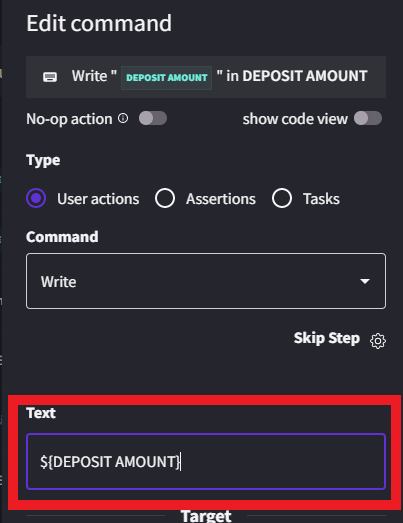 Edit command
Write " DEPOSIT AMOUNT " in DEPOSIT AMOUNT
No-op action show code view
Type
User actions Assertions Tasks
Command
Write
Skip Step
Text
${DEPOSIT AMOUNT}
Target